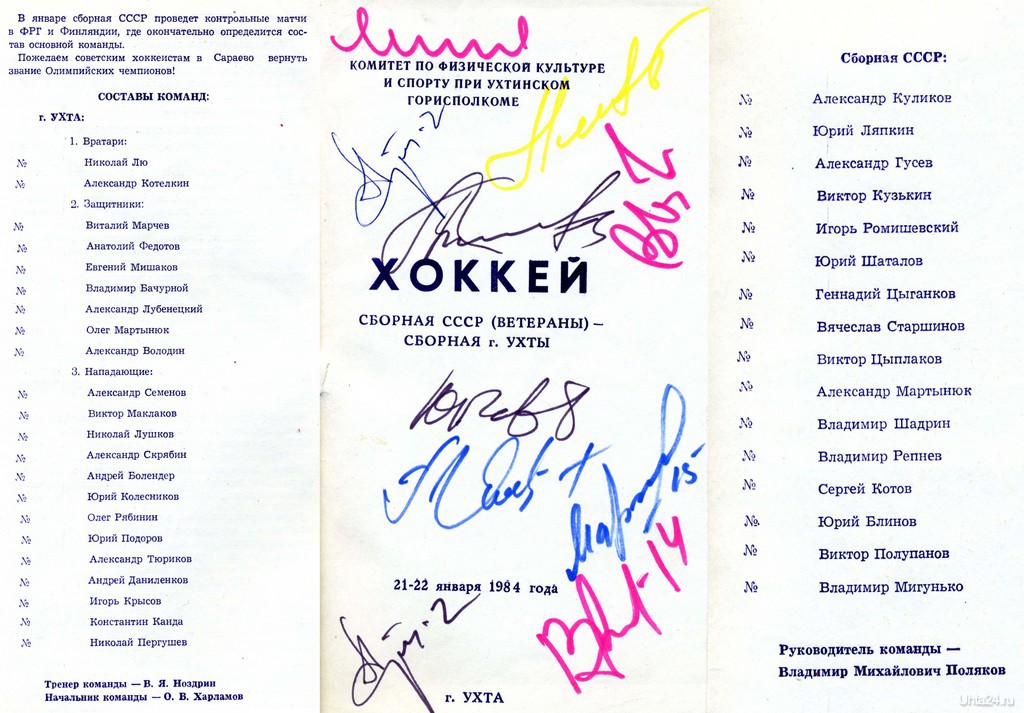 В январе сборная СССР проведет контрольные матчи
в ФРГ и Финляндии, где окончательно определится сос-
тав основной команды.
Пожелаем советским хоккеистам в Сараево вернуть
звание Олимпийских чемпионов!
СОСТАВЫ КОМАНД:
г. УХТА:
1. Вратари:
№ Николай Лю
№ Александр Котелкин
2. Защитники:
№ Виталий Марчев
№ Анатолий Федотов
№ Евгений Мишаков
№ Владимир Бачурной
№ Александр Лубенецкий
№ Олег Мартынюк
№ Александр Володин
3. Нападающие:
№ Александр Семенов
№ Виктор Маклаков
№ Николай Лушков
№ Александр Скрябин
№ Андрей Болендер
№ Юрий Колесников
№ Олег Рябинин
№ Юрий Подоров
№ Александр Тюриков
№ Андрей Даниленков
№ Игорь Крысов
№ Константин Канда
№ Николай Пергушев
Тренер команды — В. Я. Ноздрин
Начальник команды — О. В. Харламов
КОМИТЕТ ПО ФИЗИЧЕСКОЙ КУЛЬТУРЕ
И СПОРТУ ПРИ УХТИНСКОМ
ГОРИСПОЛКОМЕ
ХОККЕЙ
СБОРНАЯ СССР (ВЕТЕРАНЫ) —
СБОРНАЯ г. УХТЫ
21-22 января 1984 года
г. УХТА
Сборная СССР:
№ Александр Куликов
№ Юрий Ляпкин
№ Александр Гусев
№ Виктор Кузькин
№ Игорь Ромишевский
№ Юрий Шаталов
№ Геннадий Цыганков
№ Вячеслав Старшинов
№ Виктор Цыплаков
№ Александр Мартынюк
№ Владимир Шадрин
№ Владимир Репнев
№ Сергей Котов
№ Юрий Блинов
№ Виктор Полупанов
№ Владимир Мигунько
Руководитель команды —
Владимир Михайлович Поляков
Uhta24.ru